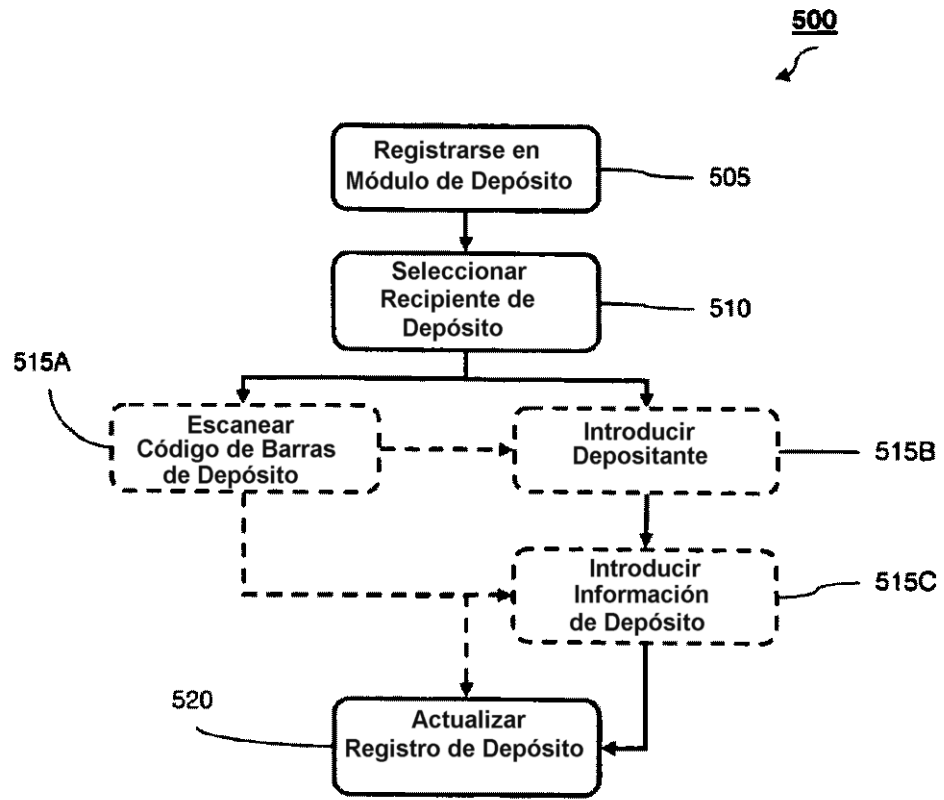 500
Registrarse en
Módulo de Depósito
505
Seleccionar
Recipiente de
Depósito
510
515A
Escanear
Código de Barras
de Depósito
Introducir
Depositante
515B
Introducir
Información
de Depósito
515C
520
Actualizar
Registro de Depósito